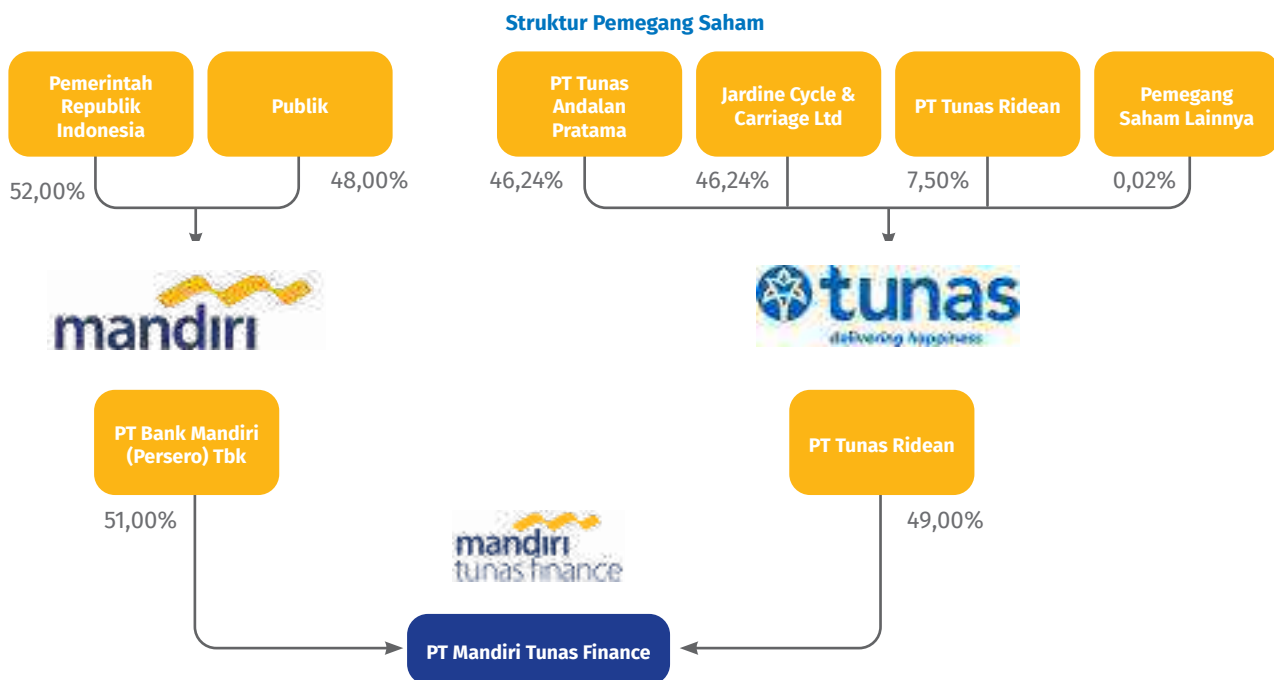 Struktur Pemegang Saham
Pemerintah
Republik
Indonesia
Publik
PT Tunas
Andalan
Pratama
Jardine Cycle &
Carriage Ltd
PT Tunas Ridean
Pemegang
Saham Lainnya
52,00%
48,00%
46,24%
46,24%
7,50%
0,02%
mandiri
tunas
delivering happiness
PT Bank Mandiri
(Persero) Tbk
PT Tunas Ridean
51,00%
49,00%
mandiri
tunas finance
PT Mandiri Tunas Finance